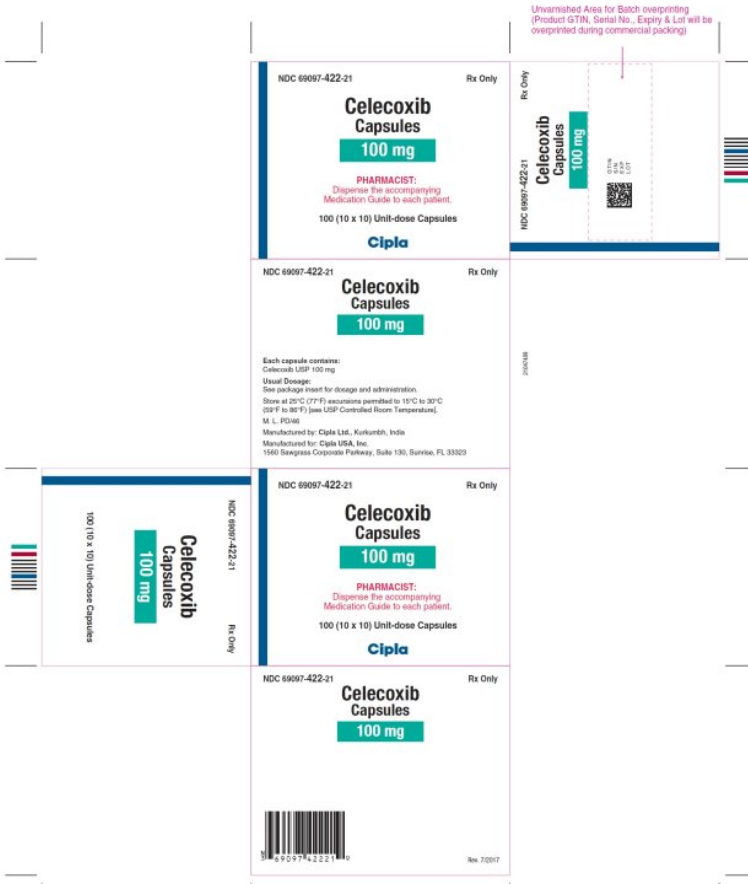 Unvarnished Area for Batch overprinting
(Product GTIN, Serial No., Expiry & Lot will be
overprinted during commercial packing)
NDC 69097-422-21 Rx Only
Celecoxib
Capsules
100 mg
PHARMACIST:
Dispense the accompanying
Medication Guide to each patient.
100 (10 x 10) Unit-dose Capsules
Cipla
NDC 69097-422-21 Rx Only
Celecoxib
Capsules
100 mg
GTIN
S/N
EXP
LOT
NDC 69097-422-21 Rx Only
Celecoxib
Capsules
100 mg
Each capsule contains:
Celecoxib USP 100 mg
Usual Dosage:
See package insert for dosage and administration.
Store at 25°C (77°F) excursions permitted to 15°C to 30°C
(59°F to 86°F) [see USP Controlled Room Temperature].
M. L. PD/46
Manufactured by: Cipla Ltd., Kurkumbh, India
Manufactured for: Cipla USA, Inc.
1560 Sawgrass Corporate Parkway, Suite 130, Sunrise, FL 33323
NDC 69097-422-21 Rx Only
Celecoxib
Capsules
100 mg
100 (10 x 10) Unit-dose Capsules
NDC 69097-422-21 Rx Only
Celecoxib
Capsules
100 mg
PHARMACIST:
Dispense the accompanying
Medication Guide to each patient.
100 (10 x 10) Unit-dose Capsules
Cipla
NDC 69097-422-21 Rx Only
Celecoxib
Capsules
100 mg
69097 42221
Rev. 7/2017